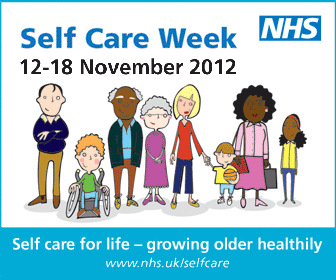 Self Care Week
NHS
12-18 November 2012
Self care for life – growing older healthily
www.nhs.uk/selfcare